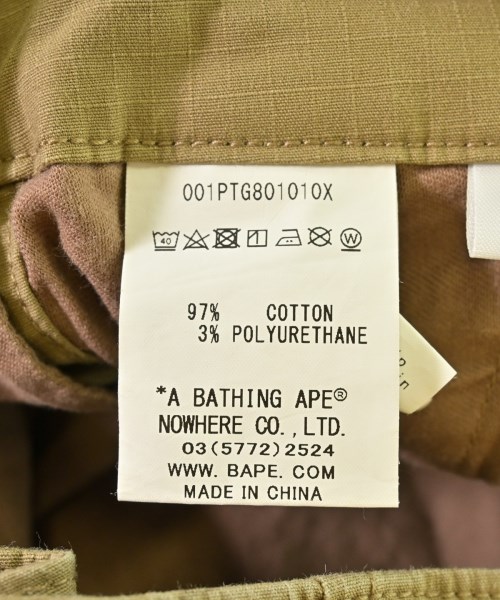 001PTG801010X
40 W
97% COTTON
3% POLYURETHANE
*A BATHING APE®
NOWHERE CO.,LTD.
03(5772)2524
WWW. BAPE. COM
MADE IN CHINA